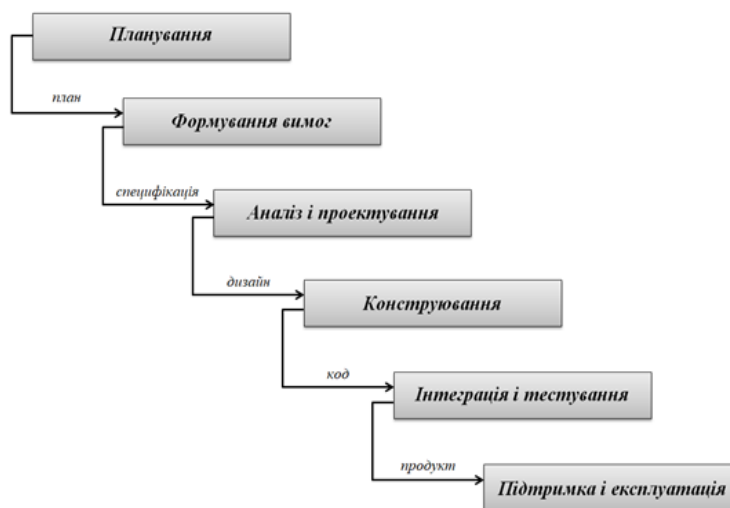 Планування
план
Формування вимог
специфікація
Аналіз і проектування
дизайн
Конструювання
код
Інтеграція і тестування
продукт
Підтримка і експлуатація